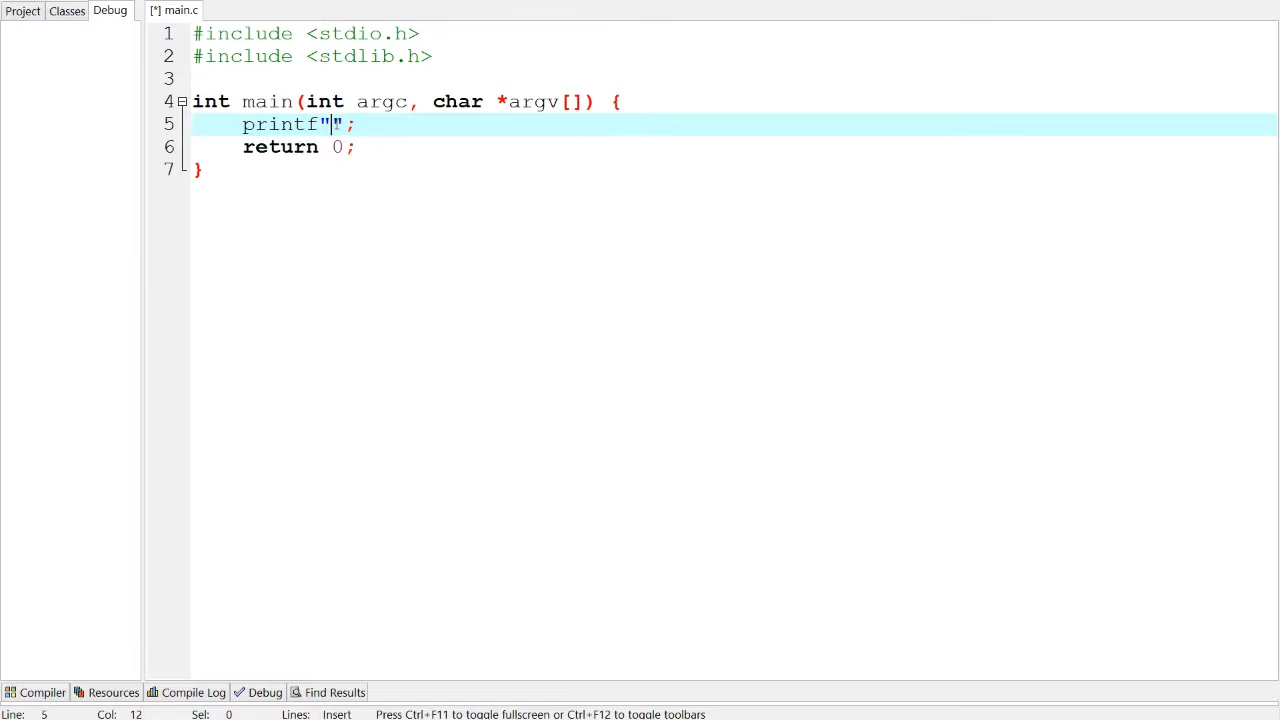 Project Classes Debug [*] main.c
1 #include <stdio.h>
2 #include <stdlib.h>
3
4 int main(int argc, char *argv[]) {
5 printf"";
6 return 0;
7 }
Compiler Resources Compile Log Debug Find Results
Line: 5 Col: 12 Sel: 0 Lines: Insert Press Ctrl+F11 to toggle fullscreen or Ctrl+F12 to toggle toolbars